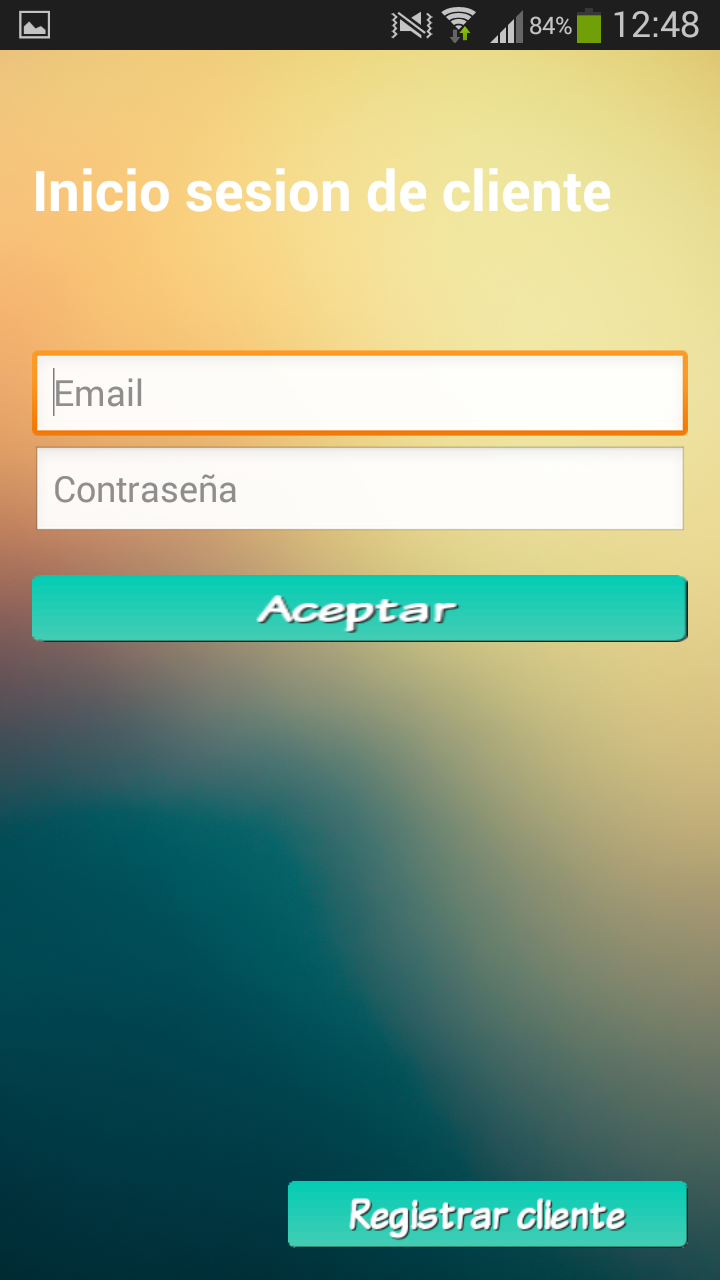 84% 12:48
Inicio sesion de cliente
Email
Contraseña
Aceptar
Registrar cliente